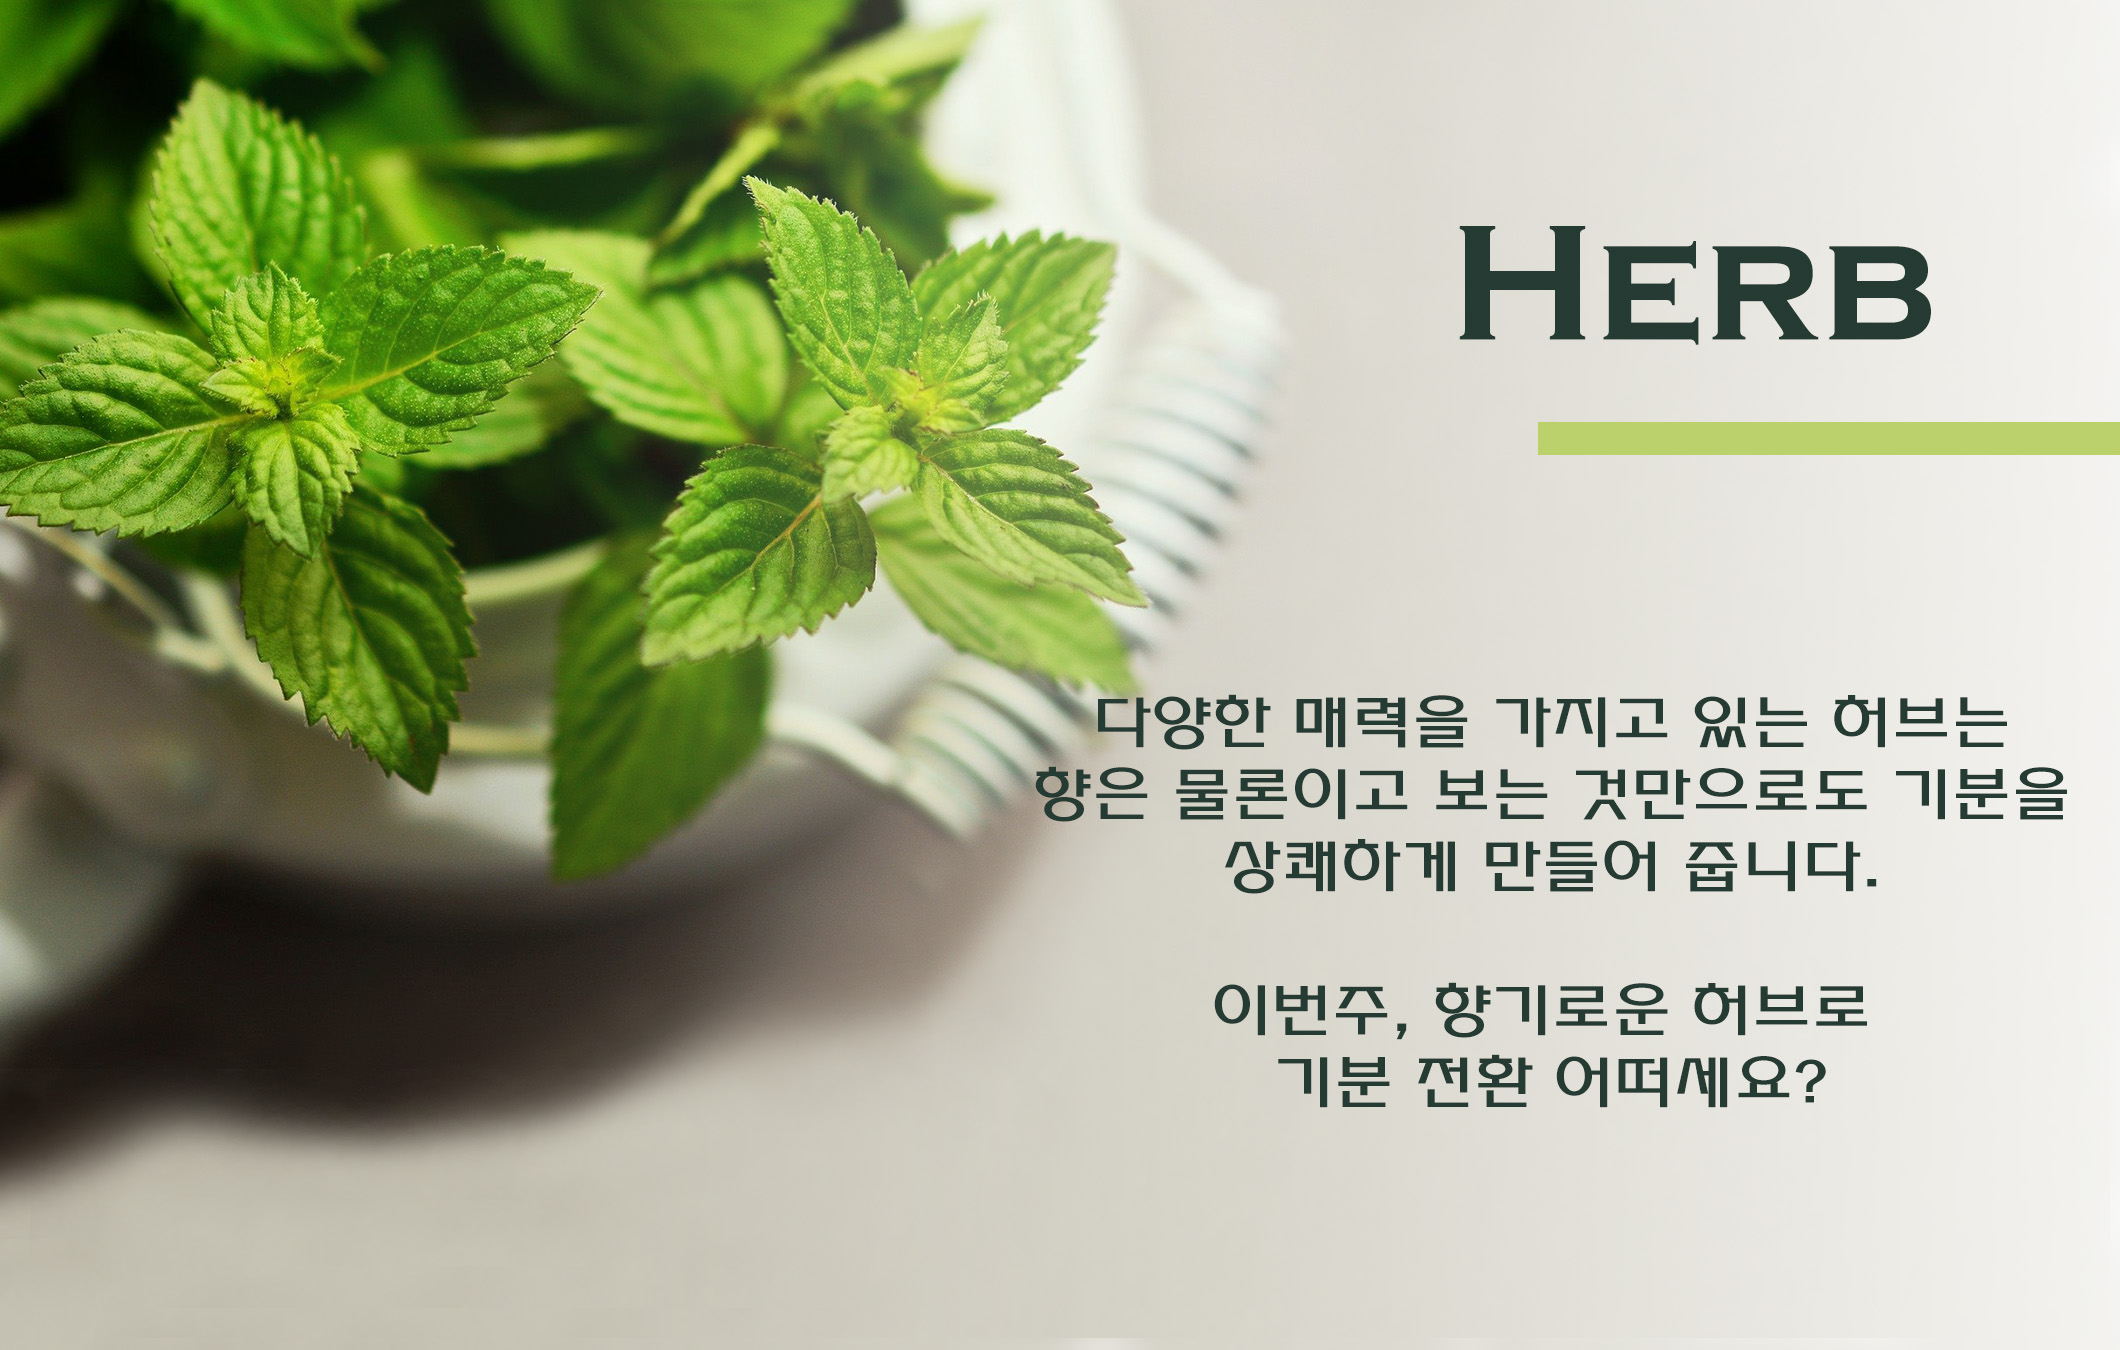 HERB
다양한 매력을 가지고 있는 허브는
향은 물론이고 보는 것만으로도 기분을
상쾌하게 만들어 줍니다.
이번주, 향기로운 허브로
기분 전환 어떠세요?